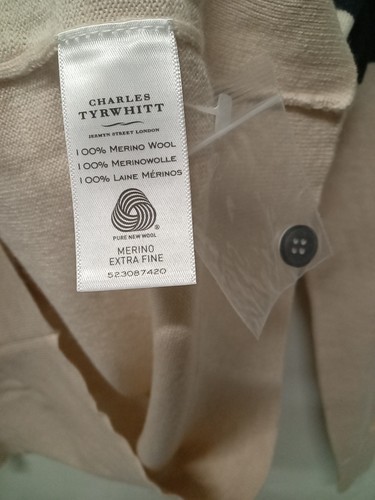 CHARLES
TYRWHITT
JERMYN STREET LONDON
100% MERINO WOOL
100% MERINOWOLLE
100% LAINE MÉRINOS
®
PURE NEW WOOL
MERINO
EXTRA FINE
523087420